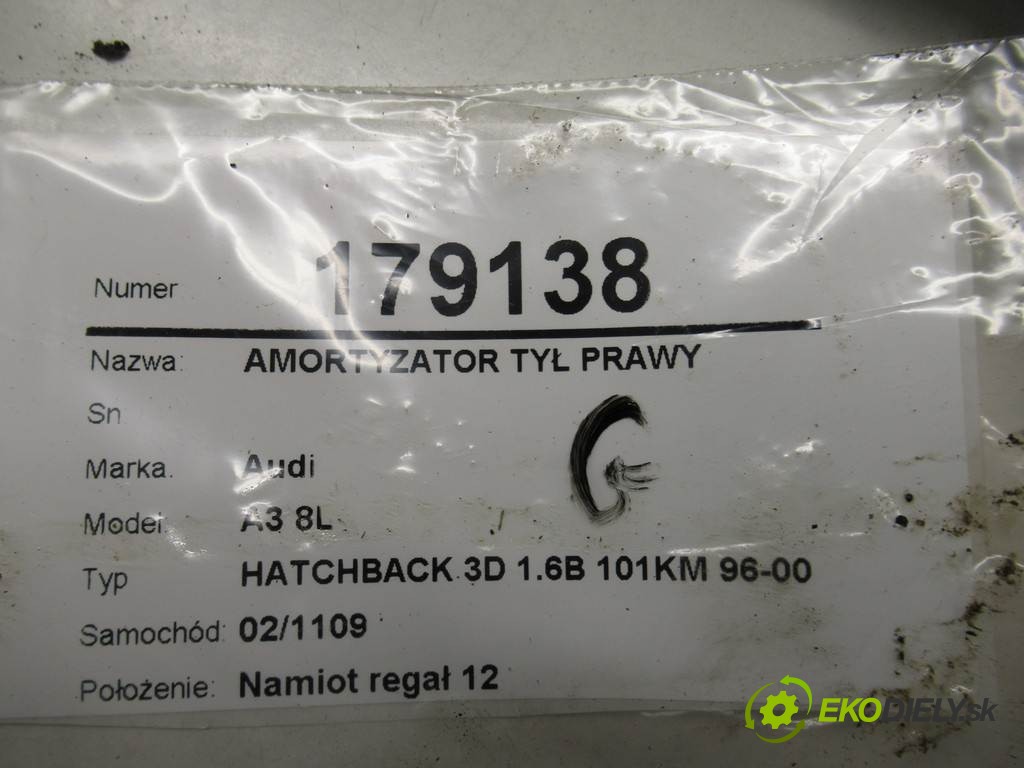 Numer 179138
Nazwa: AMORTYZATOR TYŁ PRAWY
Sn
Marka: Audi
Model: A3 8L
G
Typ HATCHBACK 3D 1.6B 101KM 96-00
Samochód: 02/1109
Położenie: Namiot regał 12
EKODIELY.sk